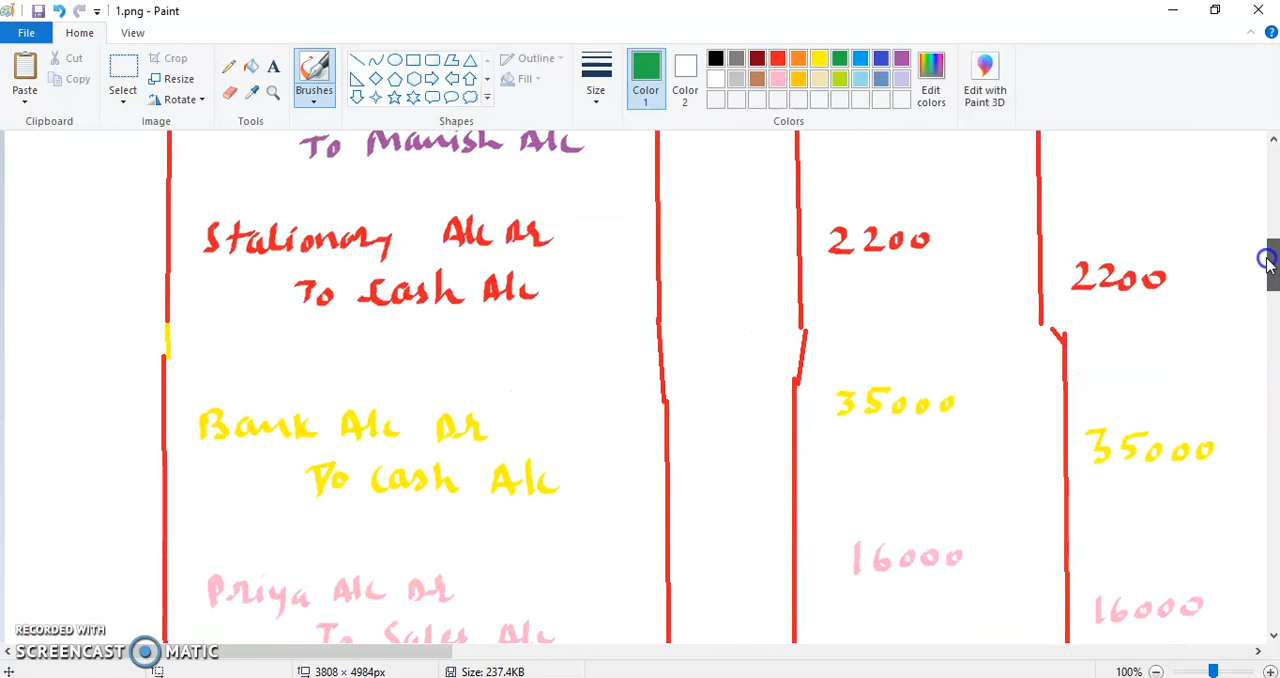 1.png - Paint
File Home View
Paste Cut Copy
Clipboard
Select Crop Resize Rotate
Image
Tools
Brushes
Outline
Fill
Shapes
Size
Color 1
Color 2
Edit colors
Edit with Paint 3D
Colors
To Manish A/c
Stationary A/c Dr 2200
To Cash A/c 2200
Bank A/c Dr 35000
To Cash A/c 35000
Priya A/c Dr 16000
To Sales A/c 16000
RECORDED WITH
SCREENCAST MATIC
3808 × 4984px Size: 237.4KB 100%